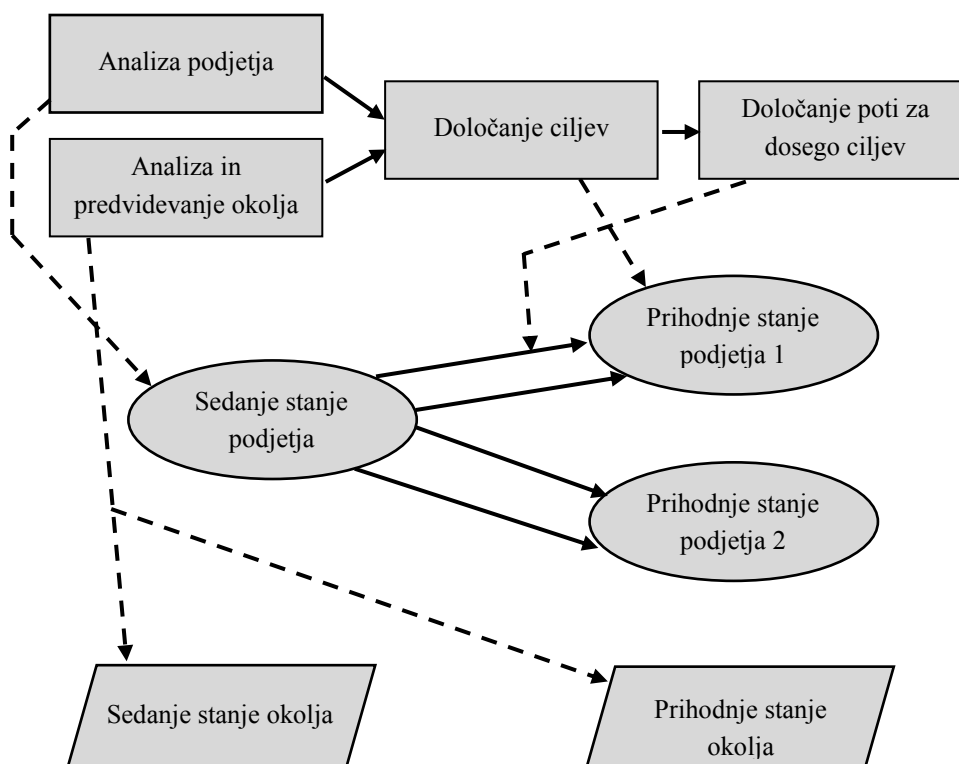 Analiza podjetja
Analiza in
predvidevanje okolja
Določanje ciljev
Določanje poti za
dosego ciljev
Prihodnje stanje
podjetja 1
Sedanje stanje
podjetja
Prihodnje stanje
podjetja 2
Sedanje stanje okolja
Prihodnje stanje
okolja